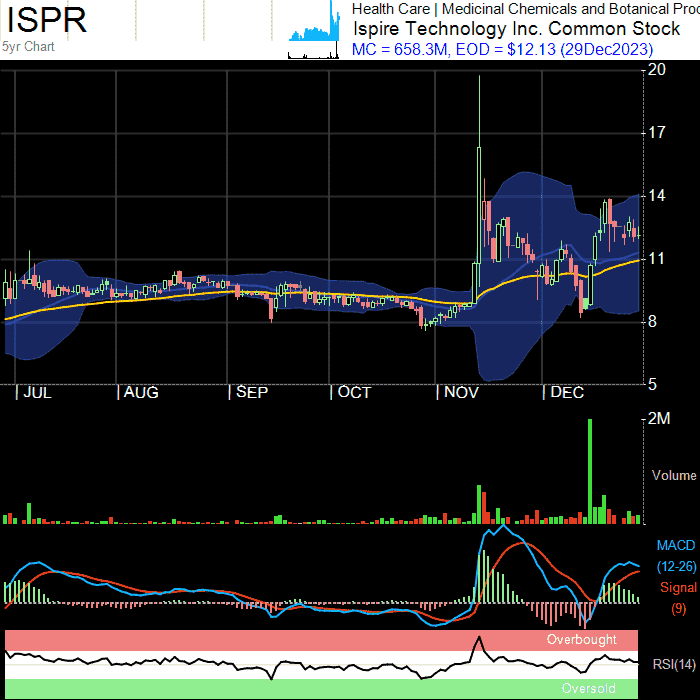 ISPR
5yr Chart
Health Care | Medicinal Chemicals and Botanical Proc
Ispire Technology Inc. Common Stock
MC = 658.3M, EOD = $12.13 (29Dec2023)
20
17
14
11
8
5
JUL AUG SEP OCT NOV DEC
2M
Volume
MACD
(12-26)
Signal
(9)
Overbought
RSI(14)
Oversold